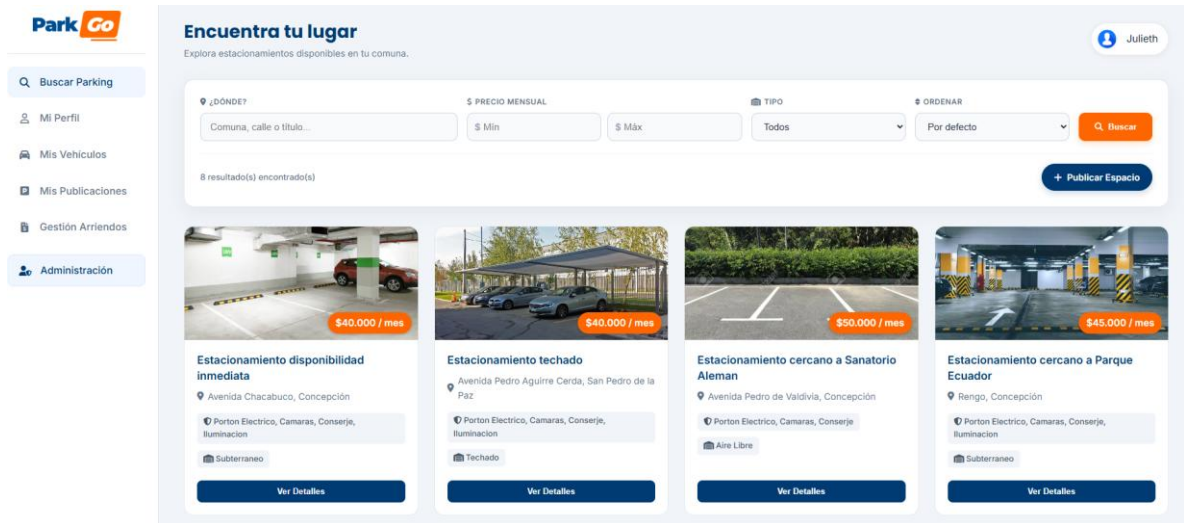 Park Go
Buscar Parking
Mi Perfil
Mis Vehículos
Mis Publicaciones
Gestión Arriendos
Administración
Encuentra tu lugar
Explora estacionamientos disponibles en tu comuna.
Julieth
¿DÓNDE?
Comuna, calle o título...
$ PRECIO MENSUAL
$ Mín
$ Máx
TIPO
Todos
ORDENAR
Por defecto
Buscar
8 resultado(s) encontrado(s)
+ Publicar Espacio
$40.000 / mes
Estacionamiento disponibilidad
inmediata
Avenida Chacabuco, Concepción
Porton Electrico, Camaras, Conserje,
Iluminacion
Subterraneo
Ver Detalles
$40.000 / mes
Estacionamiento techado
Avenida Pedro Aguirre Cerda, San Pedro de la
Paz
Porton Electrico, Camaras, Conserje,
Iluminacion
Techado
Ver Detalles
$50.000 / mes
Estacionamiento cercano a Sanatorio
Aleman
Avenida Pedro de Valdivia, Concepción
Porton Electrico, Camaras, Conserje
Aire Libre
Ver Detalles
$45.000 / mes
Estacionamiento cercano a Parque
Ecuador
Rengo, Concepción
Porton Electrico, Camaras, Conserje,
Iluminacion
Subterraneo
Ver Detalles